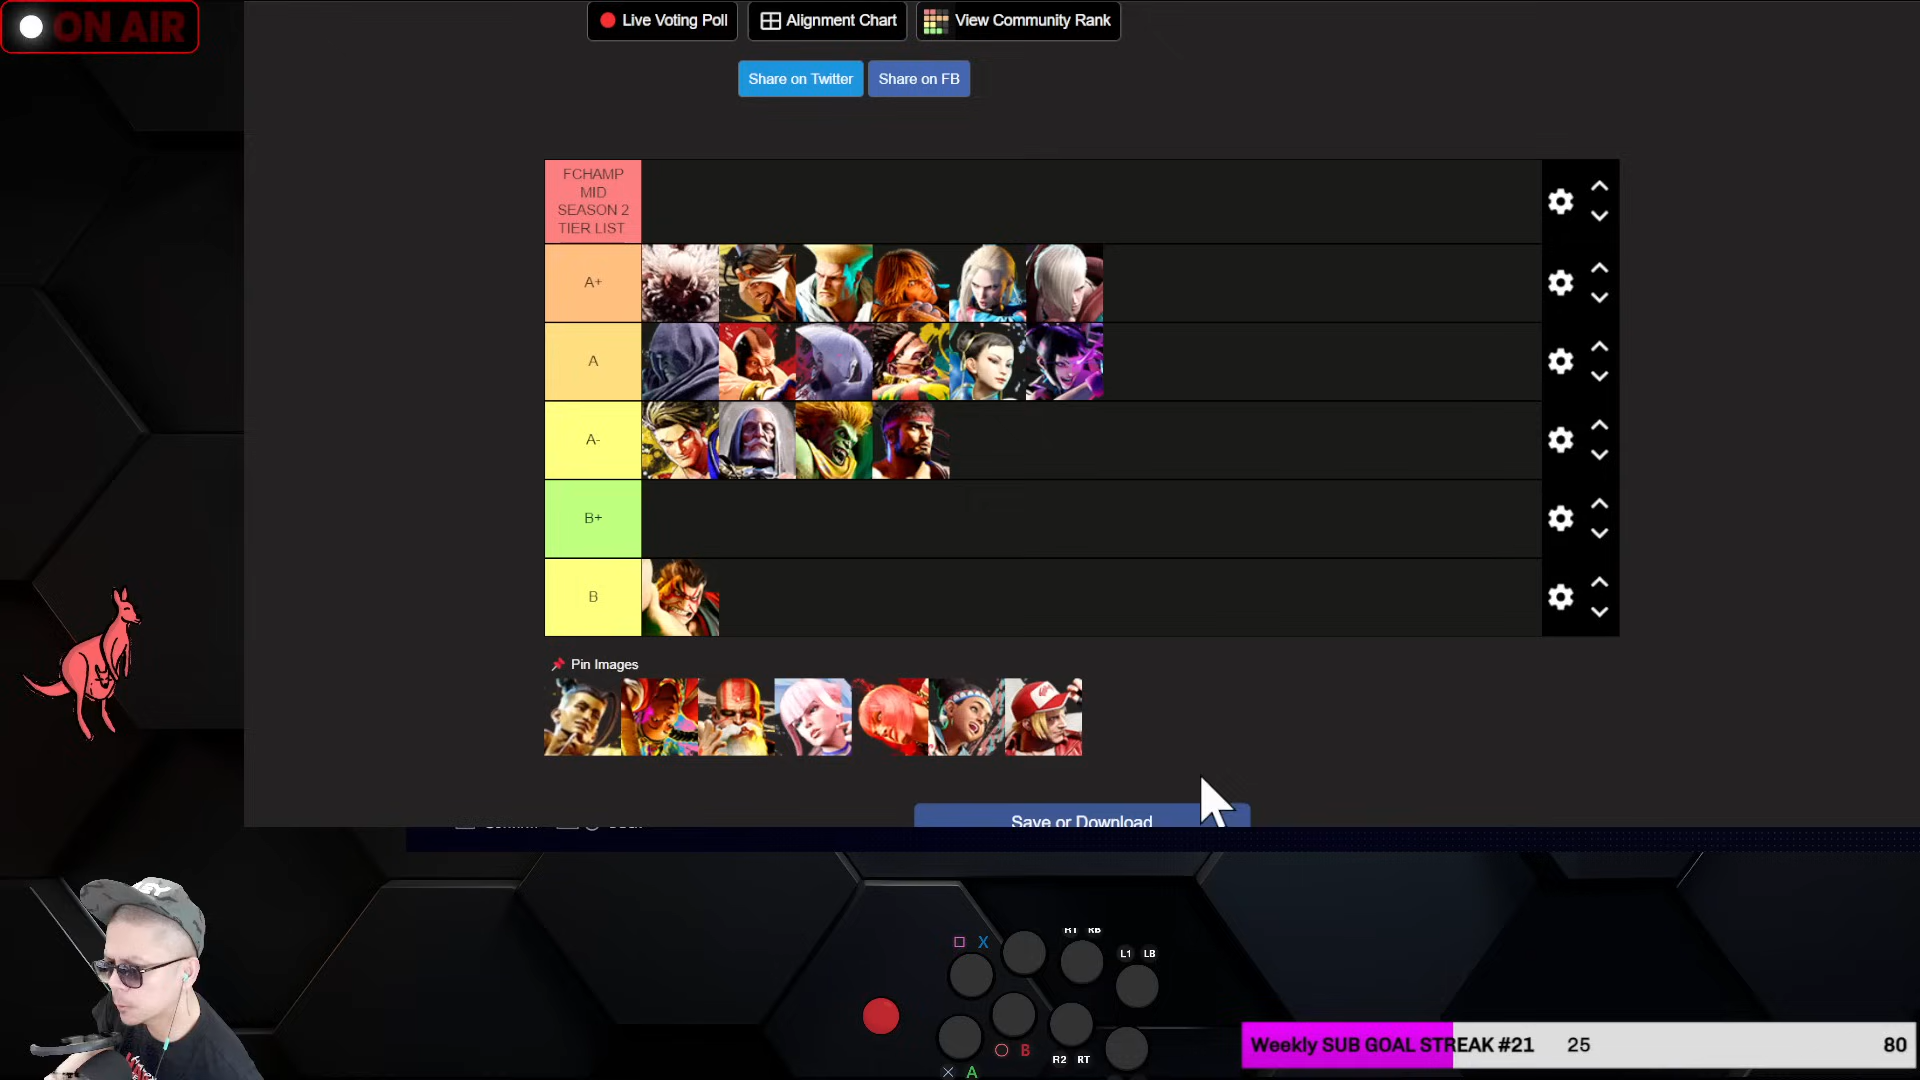 ON AIR
Live Voting Poll
Alignment Chart
View Community Rank
Share on Twitter
Share on FB
FCHAMP
MID
SEASON 2
TIER LIST
A+
A
A-
B+
B
Pin Images
Save or Download
X
R1 RB
L1 LB
B
R2 RT
A
Weekly SUB GOAL STREAK #21 25 80